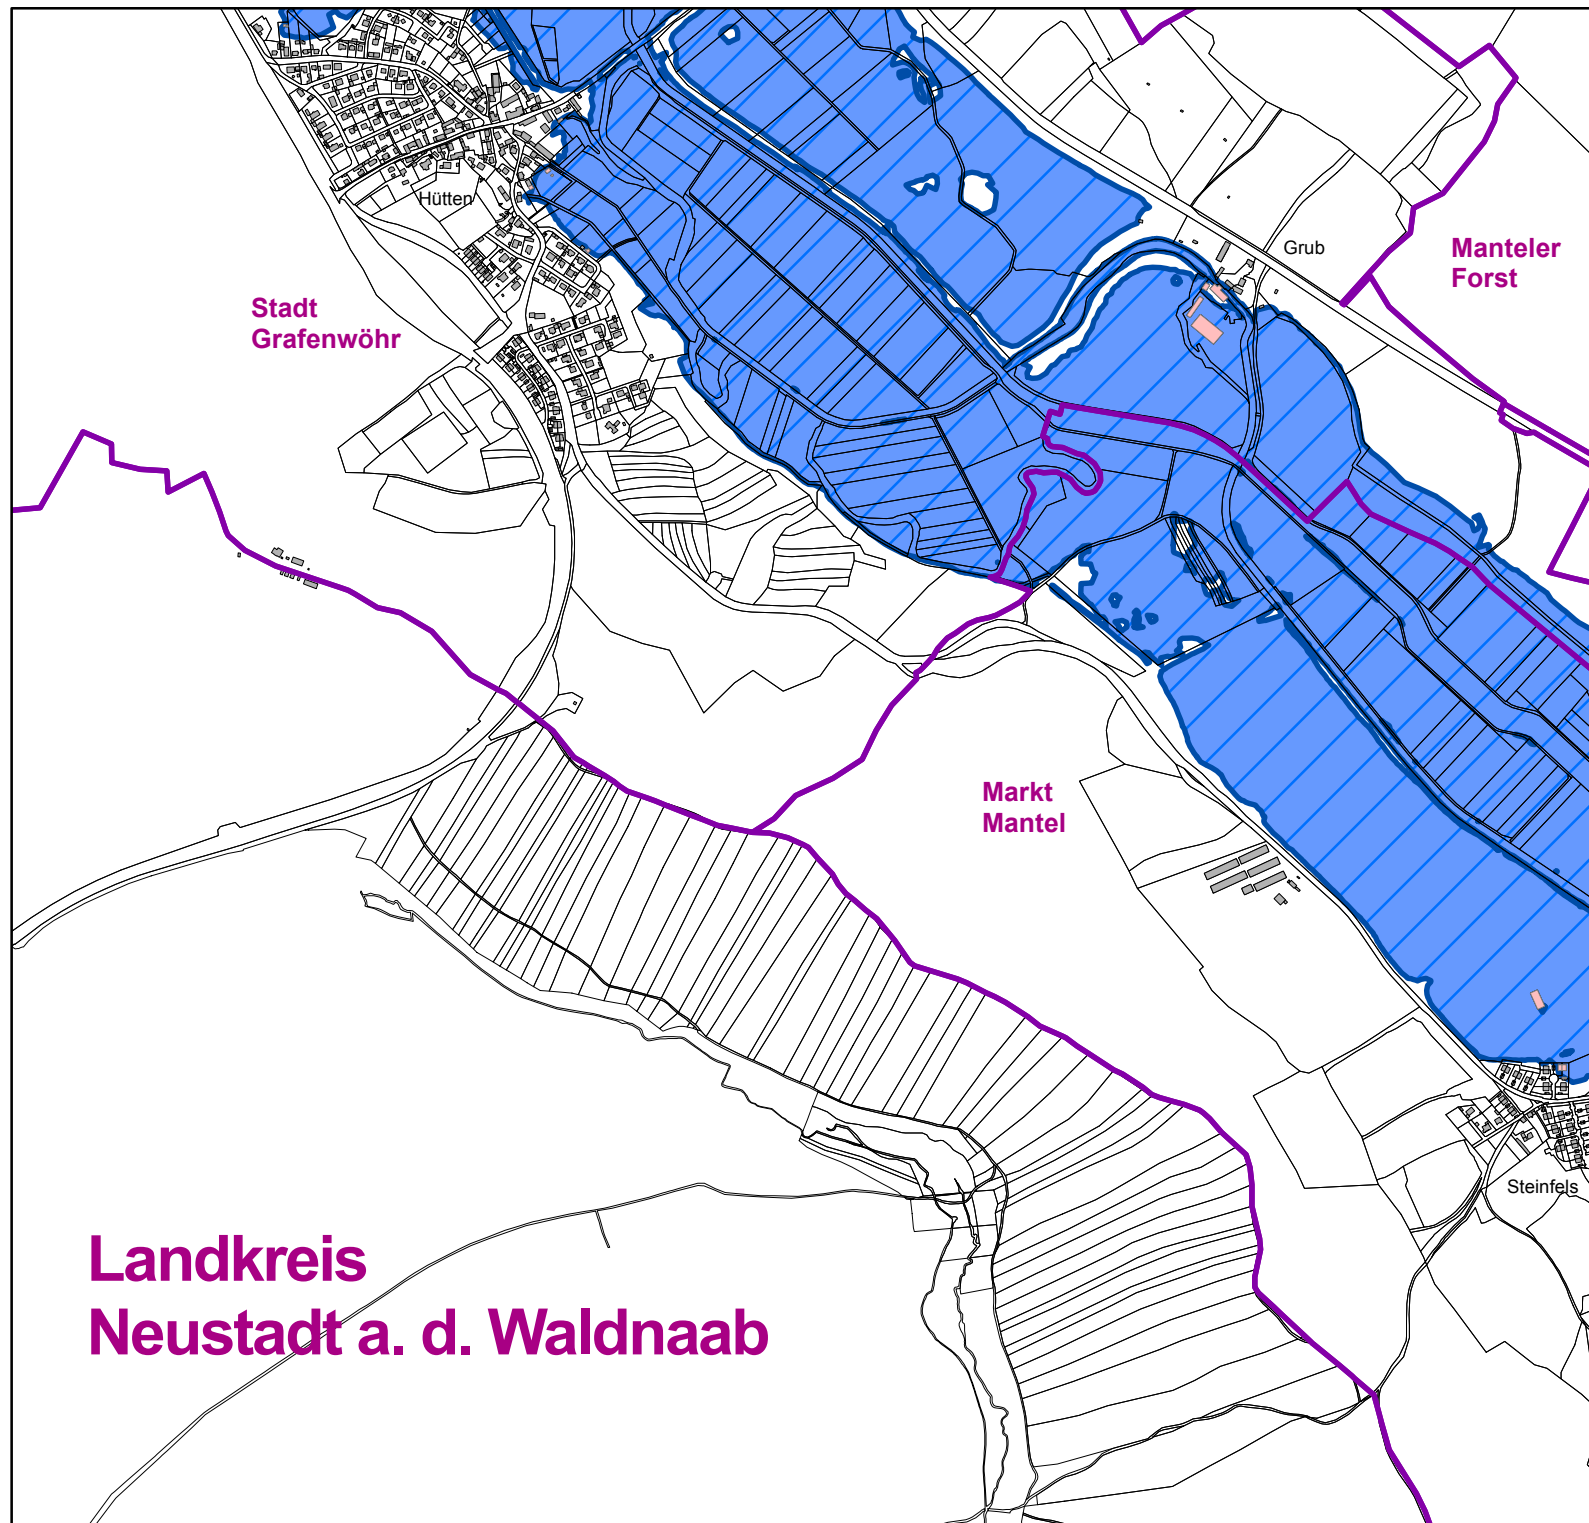 Hütten
Grub
Manteler
Forst
Stadt
Grafenwöhr
Markt
Mantel
Steinfels
Landkreis
Neustadt a. d. Waldnaab